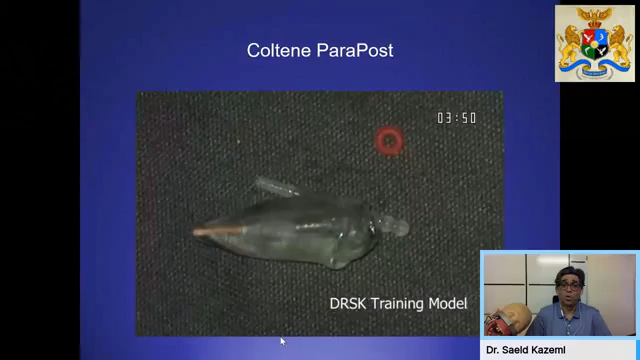 Coltene ParaPost
03:50
DRSK Training Model
Dr. Saeid Kazemi